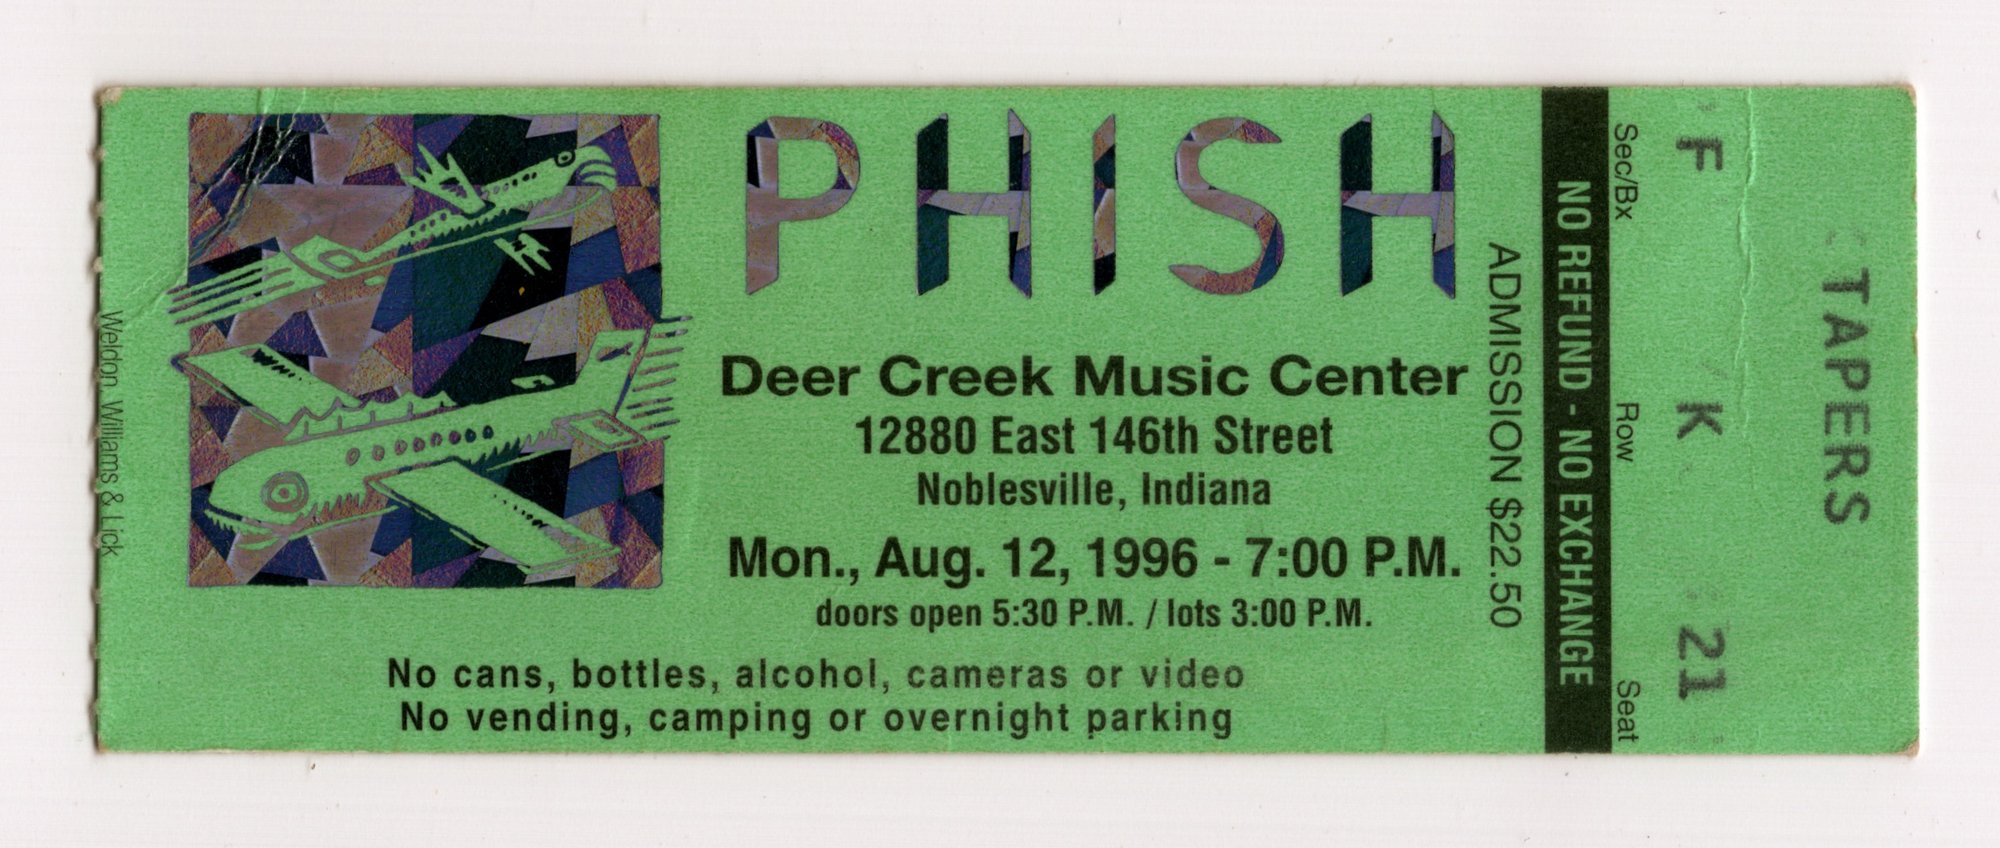 PHISH
Deer Creek Music Center
12880 East 146th Street
Noblesville, Indiana
Mon., Aug. 12, 1996 - 7:00 P.M.
doors open 5:30 P.M. / lots 3:00 P.M.
No cans, bottles, alcohol, cameras or video
No vending, camping or overnight parking
Weldon, Williams & Lick
ADMISSION $22.50
NO REFUND - NO EXCHANGE
Sec/Bx Row Seat
F K 21
TAPERS